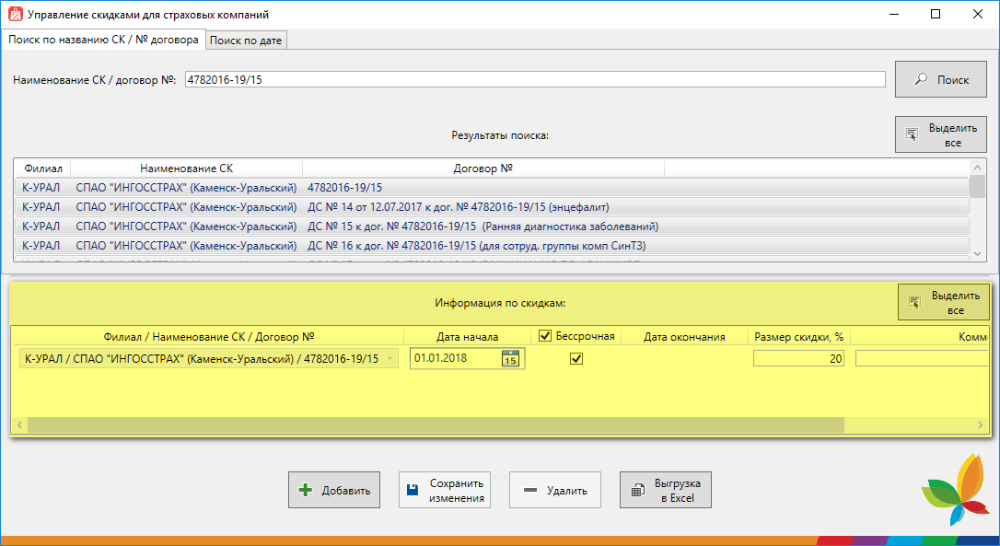 Управление скидками для страховых компаний
Поиск по названию СК / № договора
Поиск по дате
Наименование СК / договор №:
4782016-19/15
Поиск
Результаты поиска:
Выделить
все
Филиал Наименование СК Договор №
К-УРАЛ СПАО "ИНГОССТРАХ" (Каменск-Уральский) 4782016-19/15
К-УРАЛ СПАО "ИНГОССТРАХ" (Каменск-Уральский) ДС № 14 от 12.07.2017 к дог. № 4782016-19/15 (энцефалит)
К-УРАЛ СПАО "ИНГОССТРАХ" (Каменск-Уральский) ДС № 15 к дог. № 4782016-19/15 (Ранняя диагностика заболеваний)
К-УРАЛ СПАО "ИНГОССТРАХ" (Каменск-Уральский) ДС № 16 к дог. № 4782016-19/15 (для сотруд. группы комп СинТЗ)
Информация по скидкам:
Выделить
все
Филиал / Наименование СК / Договор № Дата начала Бессрочная Дата окончания Размер скидки, % Комм
К-УРАЛ / СПАО "ИНГОССТРАХ" (Каменск-Уральский) / 4782016-19/15 01.01.2018 15 20
Добавить
Сохранить
изменения
Удалить
Выгрузка
в Excel